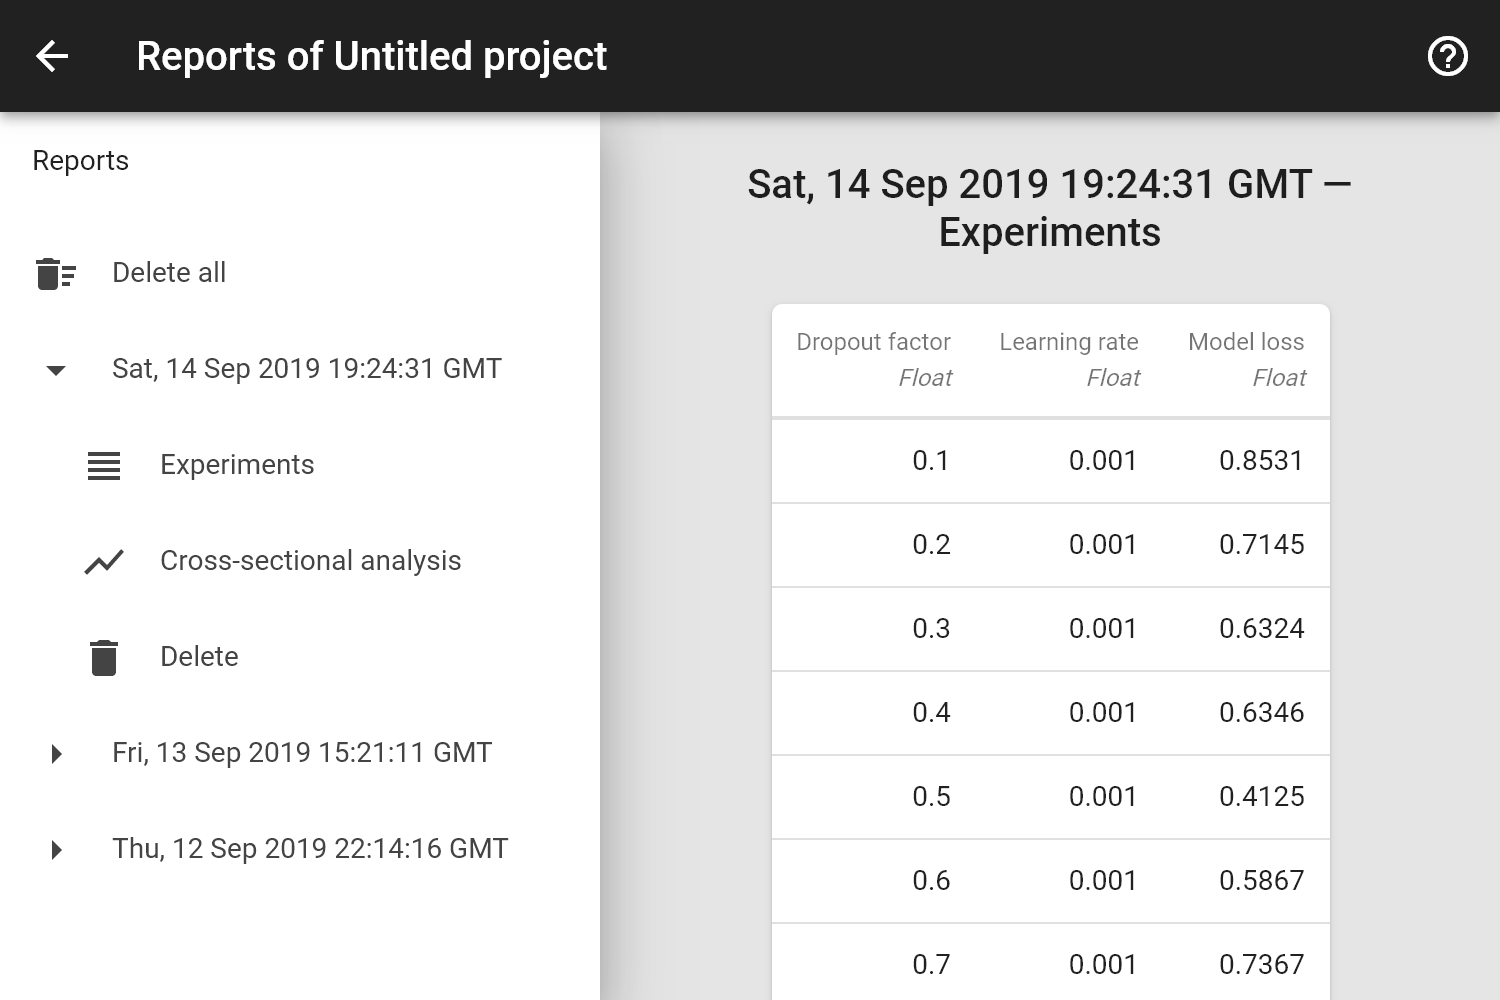 Reports of Untitled project
Reports
Delete all
Sat, 14 Sep 2019 19:24:31 GMT
Experiments
Cross-sectional analysis
Delete
Fri, 13 Sep 2019 15:21:11 GMT
Thu, 12 Sep 2019 22:14:16 GMT
Sat, 14 Sep 2019 19:24:31 GMT —
Experiments
Dropout factor Learning rate Model loss
Float Float Float
0.1 0.001 0.8531
0.2 0.001 0.7145
0.3 0.001 0.6324
0.4 0.001 0.6346
0.5 0.001 0.4125
0.6 0.001 0.5867
0.7 0.001 0.7367